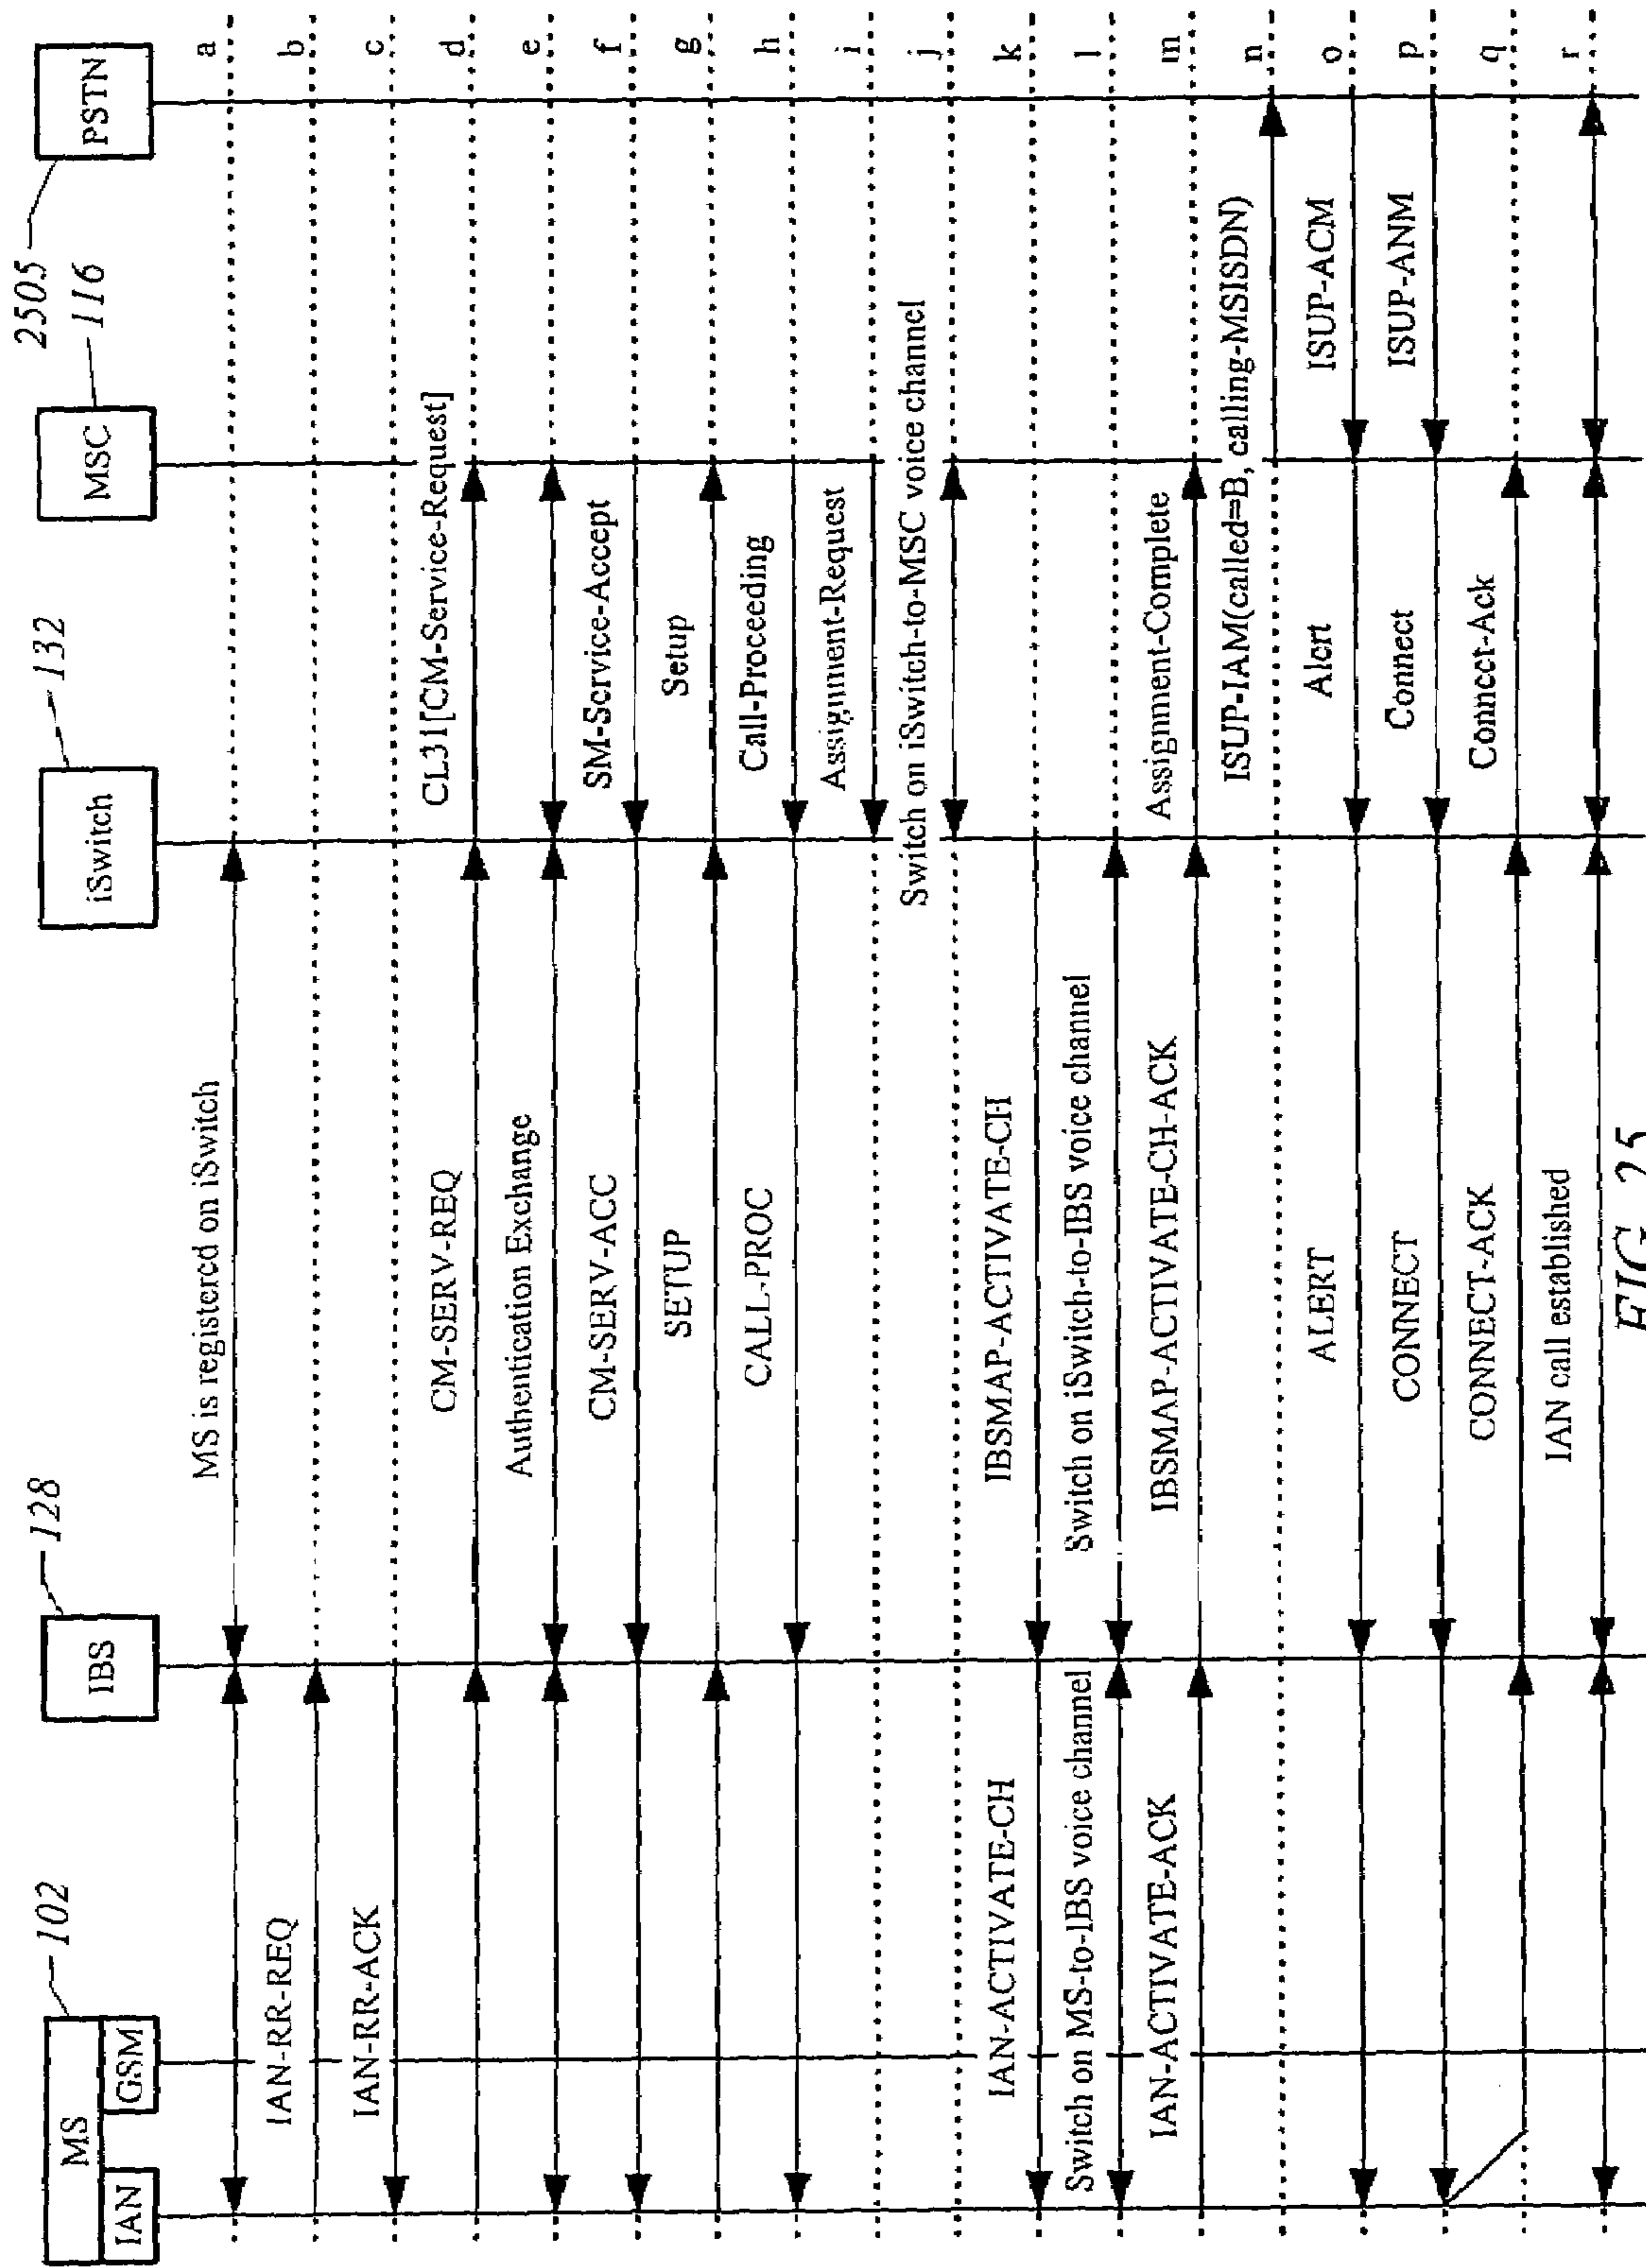 MS
102
IAN
GSM
IBS
128
iSwitch
132
MSC
116
PSTN
2505
MS is registered on iSwitch
a
IAN-RR-REQ
b
IAN-RR-ACK
c
CM-SERV-REQ
CL3I[CM-Service-Request]
d
Authentication Exchange
e
CM-SERV-ACC
SM-Service-Accept
f
SETUP
Setup
g
CALL-PROC
Call-Proceeding
h
Assignment-Request
i
Switch on iSwitch-to-MSC voice channel
j
IAN-ACTIVATE-CH
IBSMAP-ACTIVATE-CH
k
Switch on MS-to-IBS voice channel
Switch on iSwitch-to-IBS voice channel
l
IAN-ACTIVATE-ACK
IBSMAP-ACTIVATE-CH-ACK
Assignment-Complete
m
ISUP-IAM(called=B, calling-MSISDN)
n
ALERT
Alert
ISUP-ACM
o
CONNECT
Connect
ISUP-ANM
p
CONNECT-ACK
Connect-Ack
q
IAN call established
r
FIG. 25